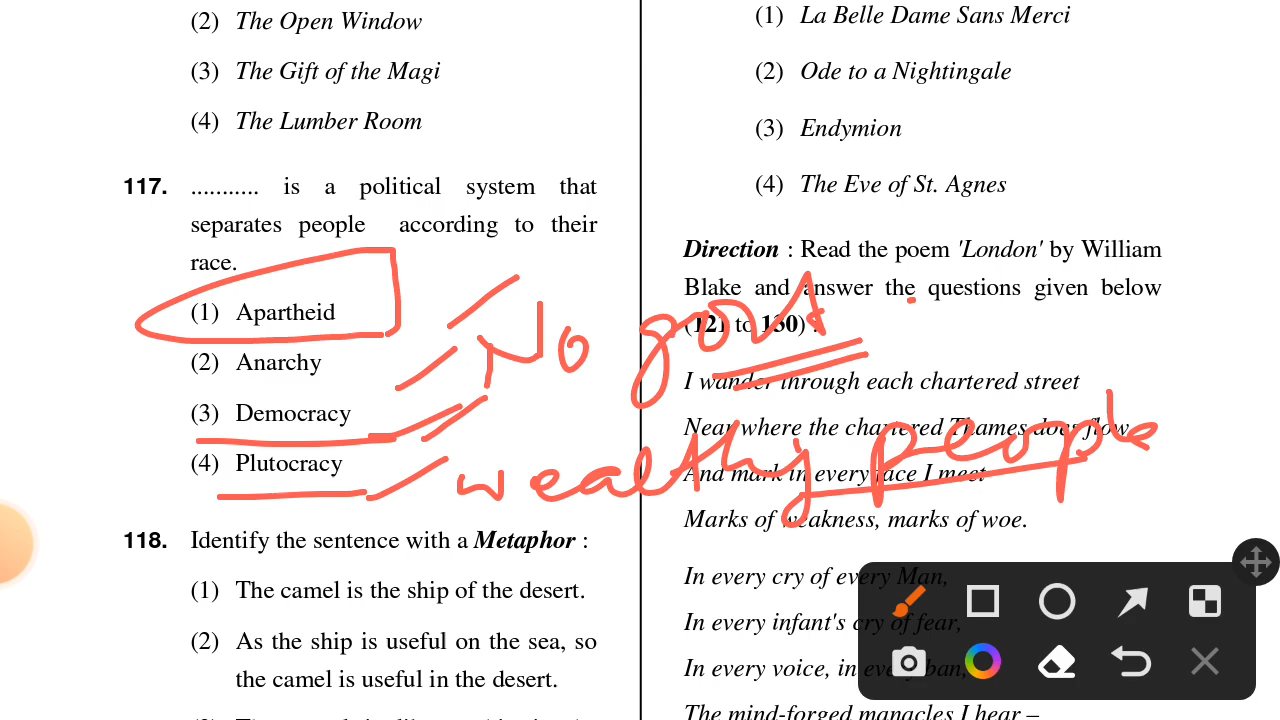 (2) The Open Window
(3) The Gift of the Magi
(4) The Lumber Room
117. ........... is a political system that
separates people according to their
race.
(1) Apartheid
(2) Anarchy
(3) Democracy
(4) Plutocracy
No govt
wealthy people
118. Identify the sentence with a Metaphor :
(1) The camel is the ship of the desert.
(2) As the ship is useful on the sea, so
the camel is useful in the desert.
(1) La Belle Dame Sans Merci
(2) Ode to a Nightingale
(3) Endymion
(4) The Eve of St. Agnes
Direction : Read the poem 'London' by William
Blake and answer the questions given below
(121 to 130) :
I wander through each chartered street
Near where the chartered Thames does flow
And mark in every face I meet
Marks of weakness, marks of woe.
In every cry of every Man,
In every infant's cry of fear,
In every voice, in every ban,
The mind-forged manacles I hear –